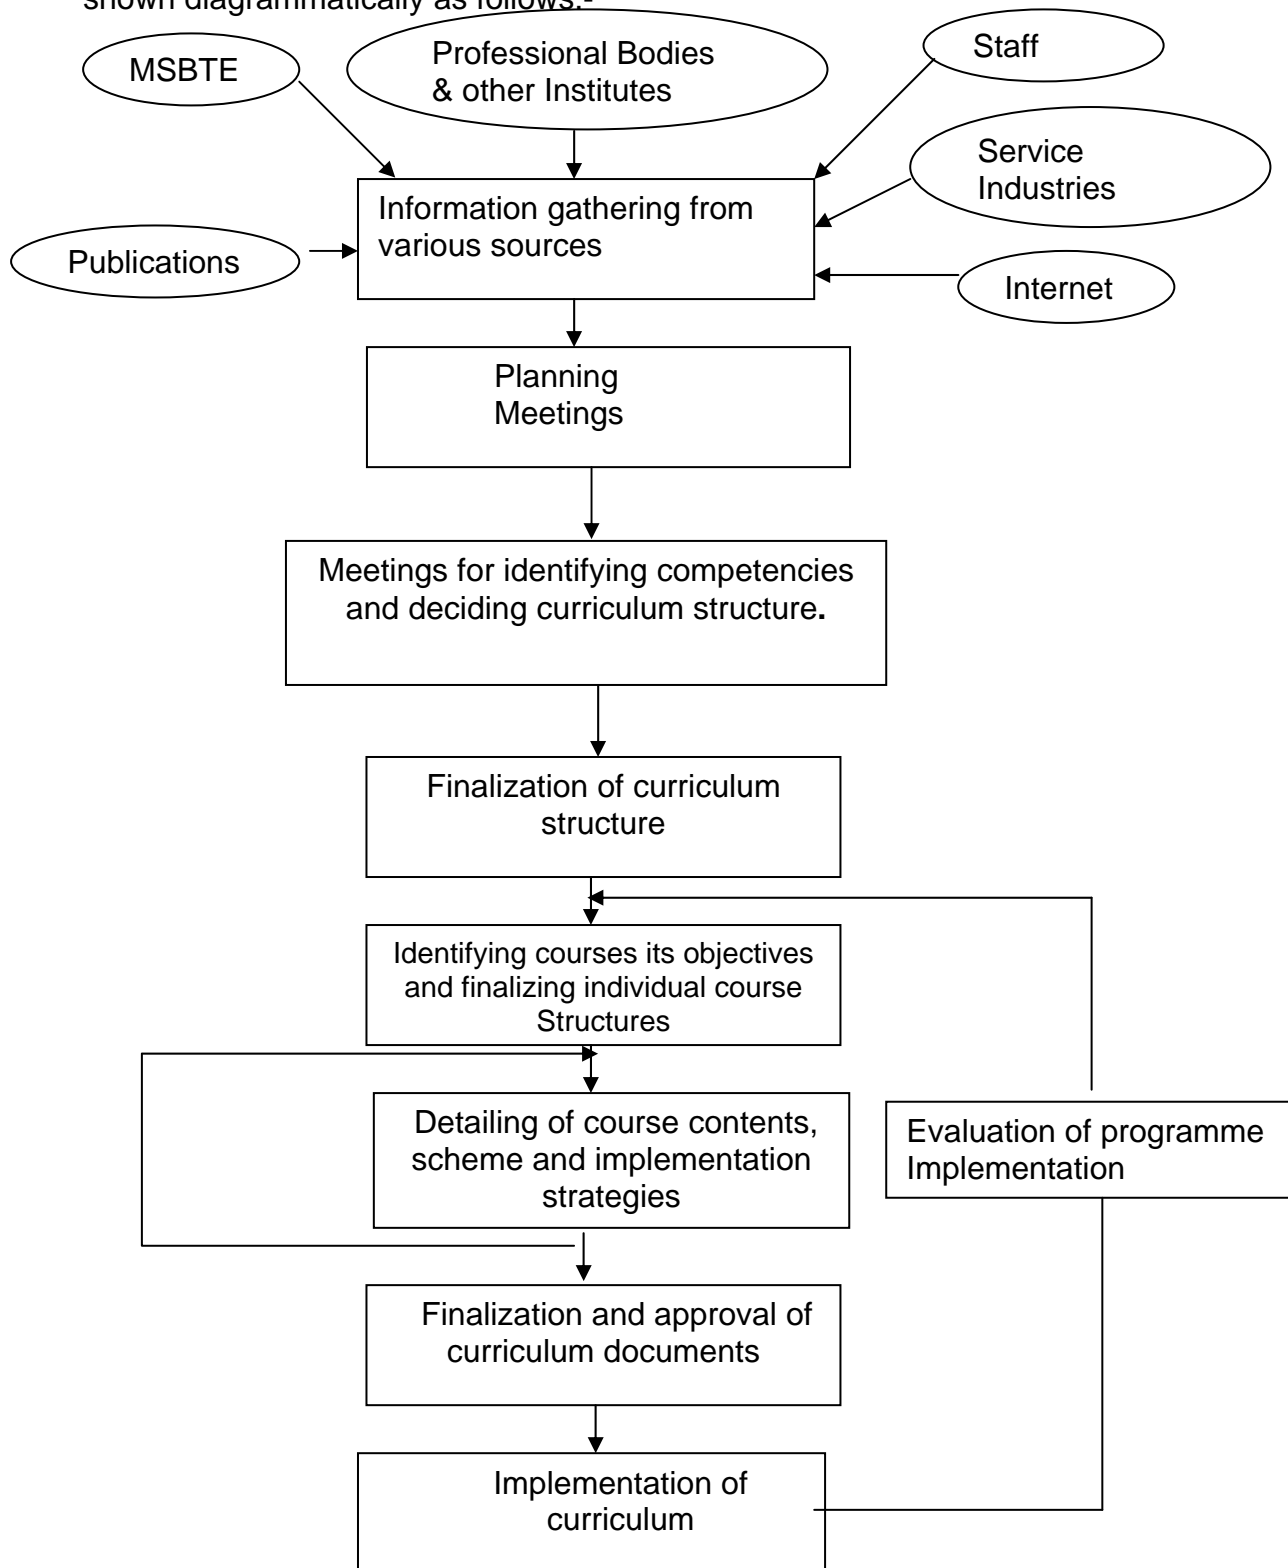 shown diagrammatically as follows:-
MSBTE
Professional Bodies
& other Institutes
Staff
Service
Industries
Information gathering from
various sources
Publications
Internet
Planning
Meetings
Meetings for identifying competencies
and deciding curriculum structure.
Finalization of curriculum
structure
Identifying courses its objectives
and finalizing individual course
Structures
Detailing of course contents,
scheme and implementation
strategies
Evaluation of programme
Implementation
Finalization and approval of
curriculum documents
Implementation of
curriculum